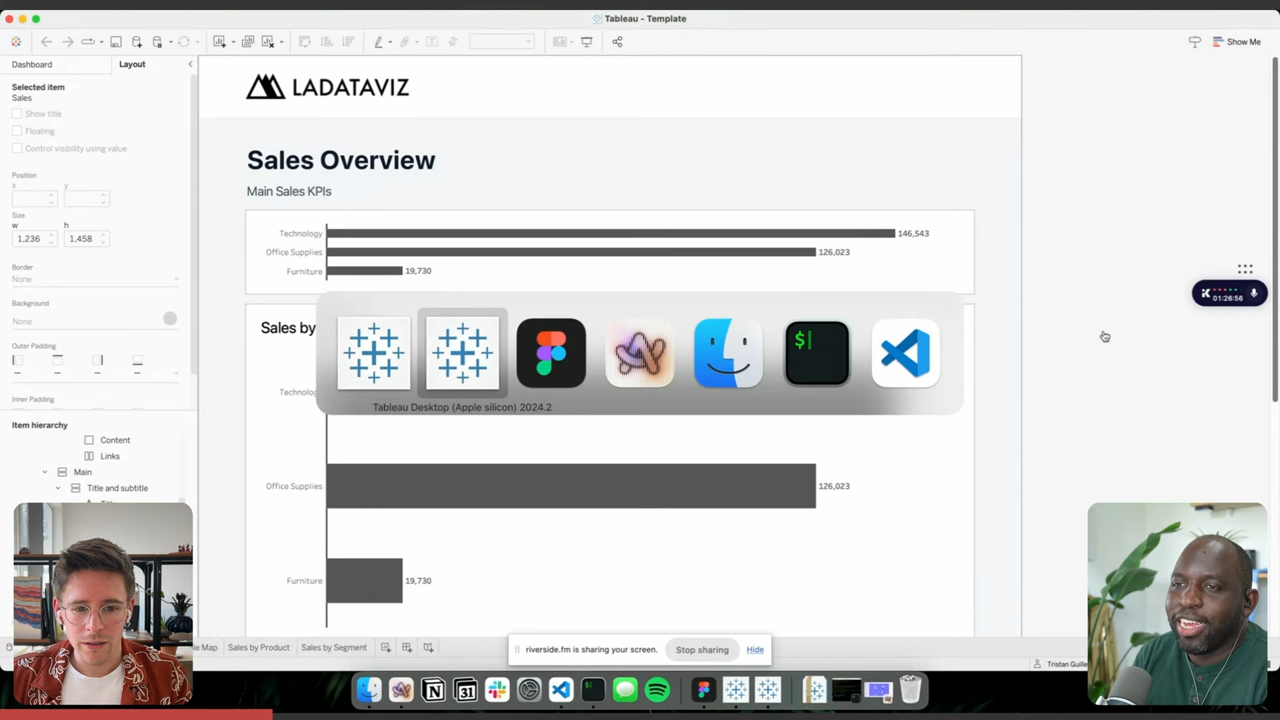 Tableau - Template
Show Me
Dashboard
Layout
Selected item
Sales
Show title
Floating
Control visibility using value
Position
x y
Size
w h
1,236 1,458
Border
None
Background
None
Outer Padding
Inner Padding
Item hierarchy
Content
Links
Main
Title and subtitle
LADATAVIZ
Sales Overview
Main Sales KPIs
Technology 146,543
Office Supplies 126,023
Furniture 19,730
Sales by
01:26:56
$
Tableau Desktop (Apple silicon) 2024.2
Office Supplies 126,023
Furniture 19,730
Map
Sales by Product
Sales by Segment
riverside.fm is sharing your screen.
Stop sharing
Hide
Tristan
31
$